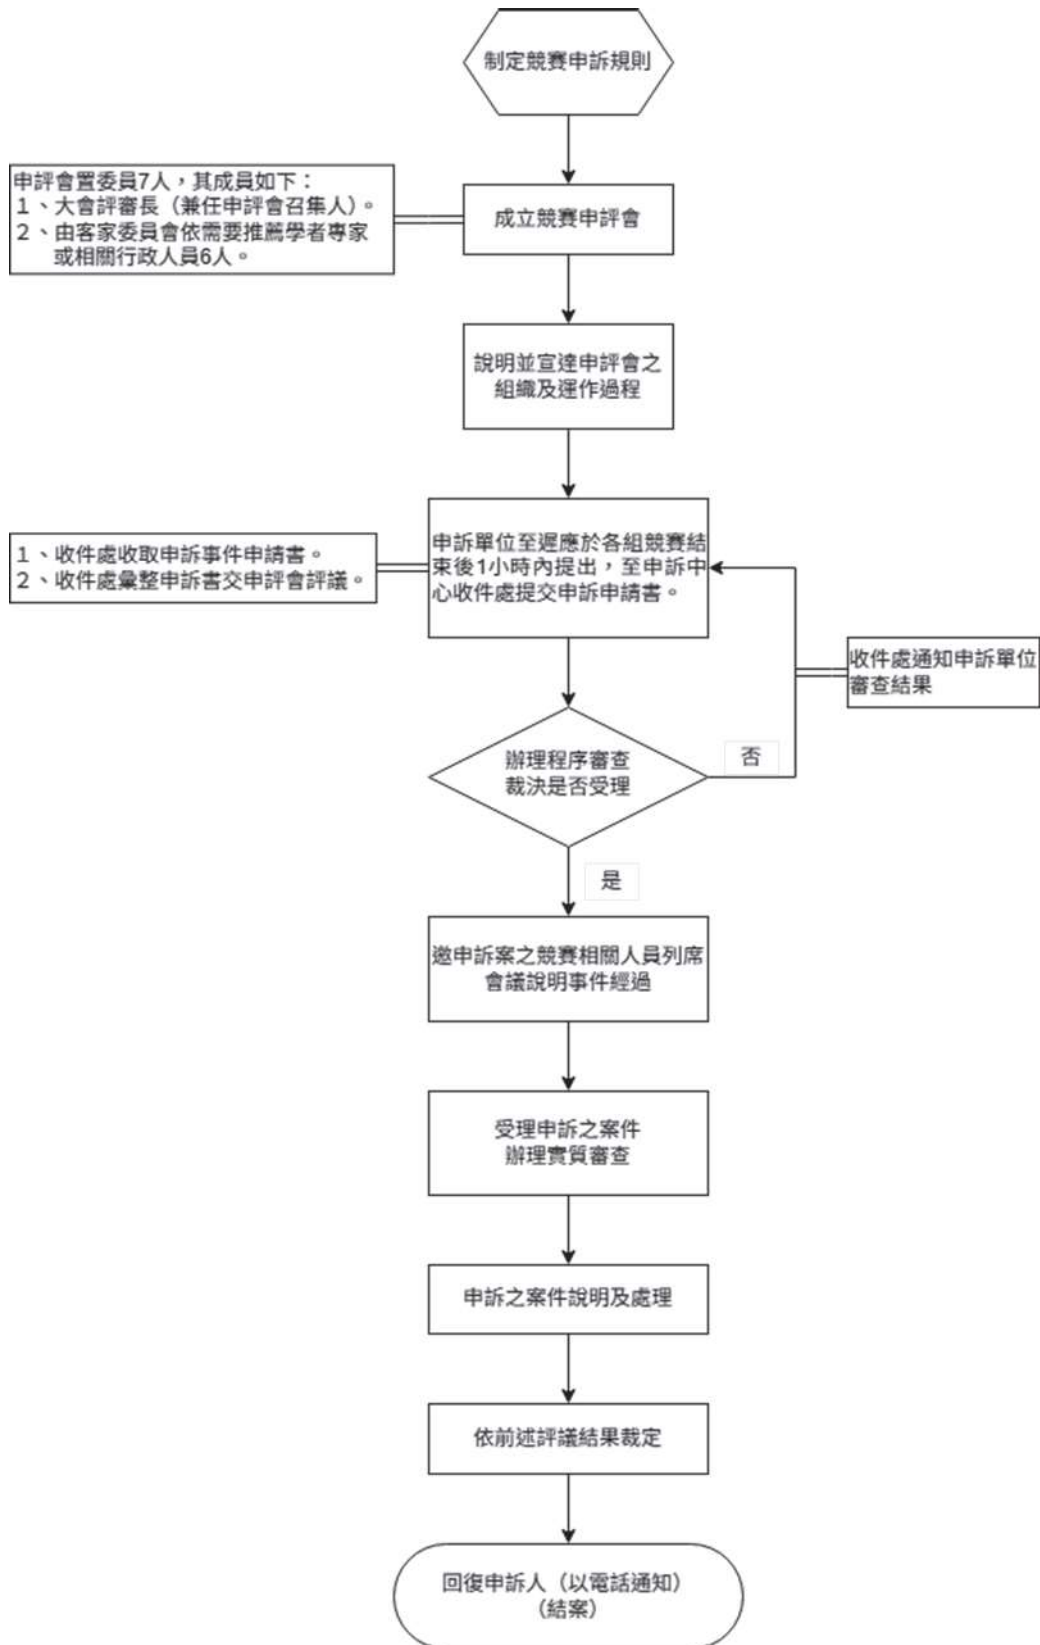 制定競賽申訴規則
申評會置委員7人，其成員如下：
1、大會評審長（兼任申評會召集人）。
2、由客家委員會依需要推薦學者專家
或相關行政人員6人。
成立競賽申評會
說明並宣達申評會之
組織及運作過程
1、收件處收取申訴事件申請書。
2、收件處彙整申訴書交申評會評議。
申訴單位至遲應於各組競賽結
束後1小時內提出，至申訴中
心收件處提交申訴申請書。
收件處通知申訴單位
審查結果
辦理程序審查
裁決是否受理
否
是
邀申訴案之競賽相關人員列席
會議說明事件經過
受理申訴之案件
辦理實質審查
申訴之案件說明及處理
依前述評議結果裁定
回復申訴人（以電話通知）
（結案）